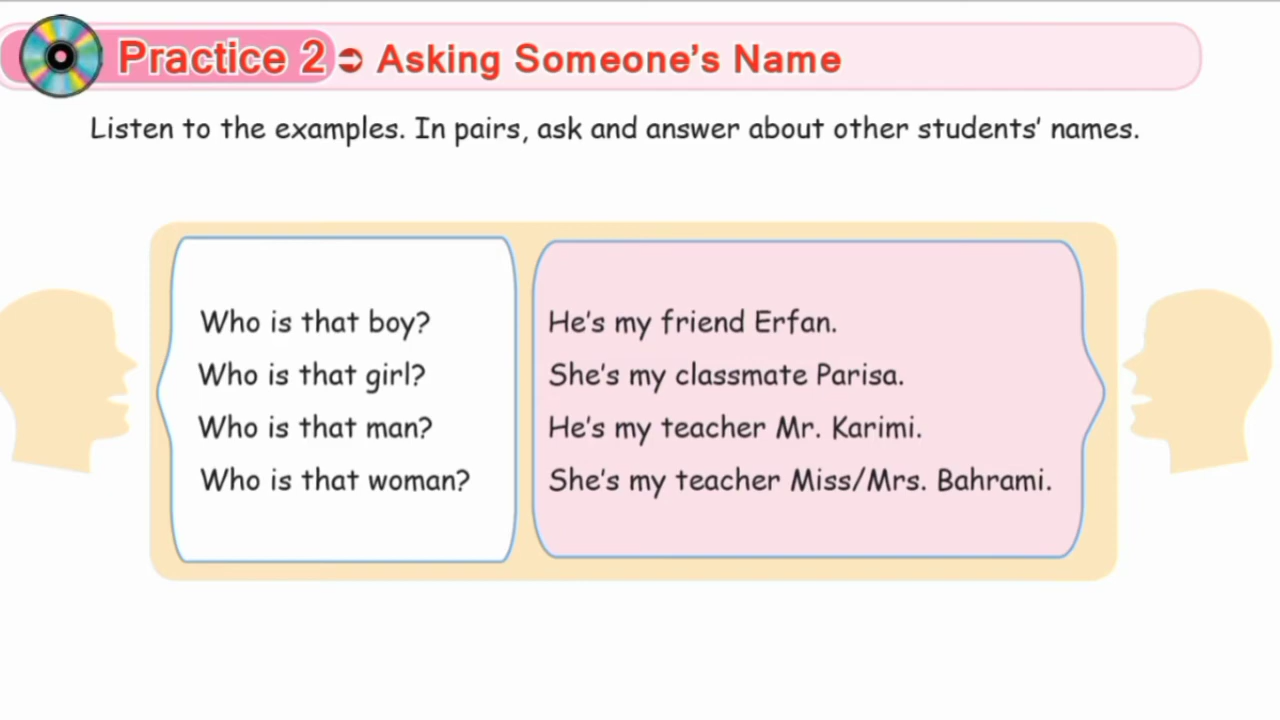 Practice 2 ➲ Asking Someone’s Name
Listen to the examples. In pairs, ask and answer about other students’ names.
Who is that boy?
Who is that girl?
Who is that man?
Who is that woman?
He’s my friend Erfan.
She’s my classmate Parisa.
He’s my teacher Mr. Karimi.
She’s my teacher Miss/Mrs. Bahrami.